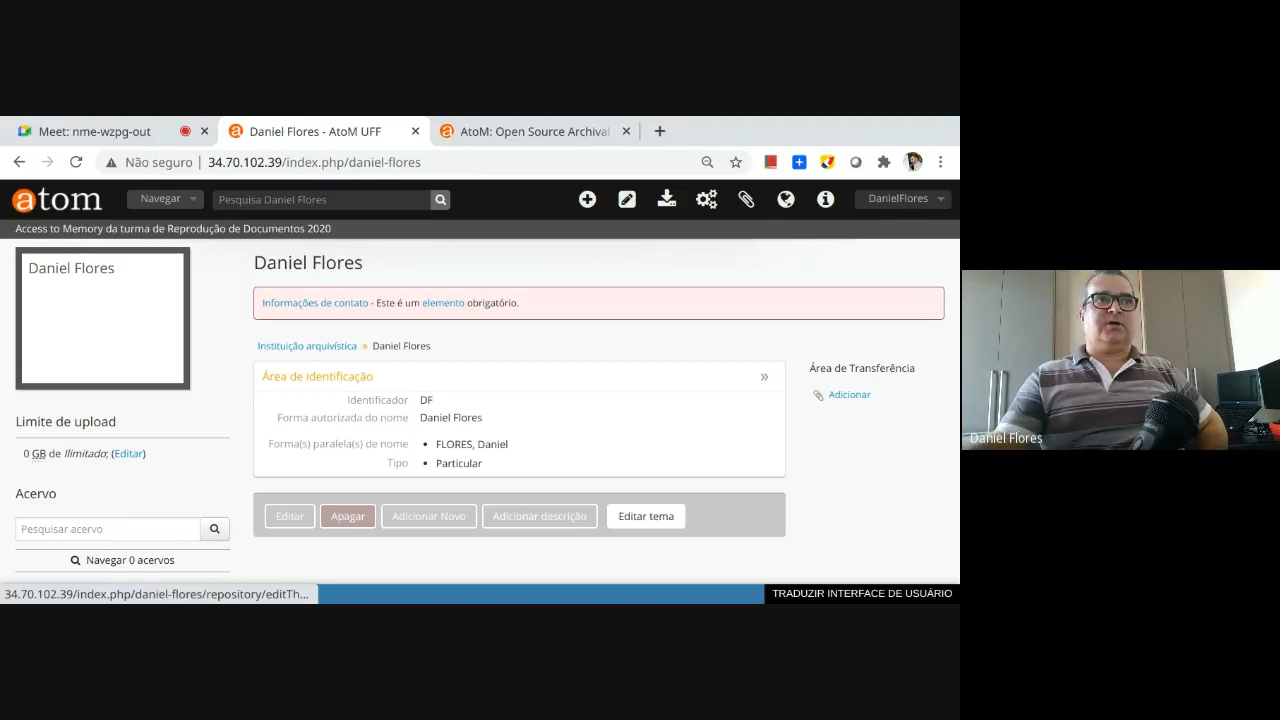 Meet: nme-wzpg-out
Daniel Flores - AtoM UFF
AtoM: Open Source Archival
Não seguro | 34.70.102.39/index.php/daniel-flores
atom
Navegar
Pesquisa Daniel Flores
DanielFlores
Access to Memory da turma de Reprodução de Documentos 2020
Daniel Flores
Limite de upload
0 GB de Ilimitado; (Editar)
Acervo
Pesquisar acervo
Navegar 0 acervos
Daniel Flores
Informações de contato - Este é um elemento obrigatório.
Instituição arquivística » Daniel Flores
Área de identificação »
Identificador DF
Forma autorizada do nome Daniel Flores
Forma(s) paralela(s) de nome • FLORES, Daniel
Tipo • Particular
Editar Apagar Adicionar Novo Adicionar descrição Editar tema
Área de Transferência
Adicionar
34.70.102.39/index.php/daniel-flores/repository/editTh...
TRADUZIR INTERFACE DE USUÁRIO
Daniel Flores